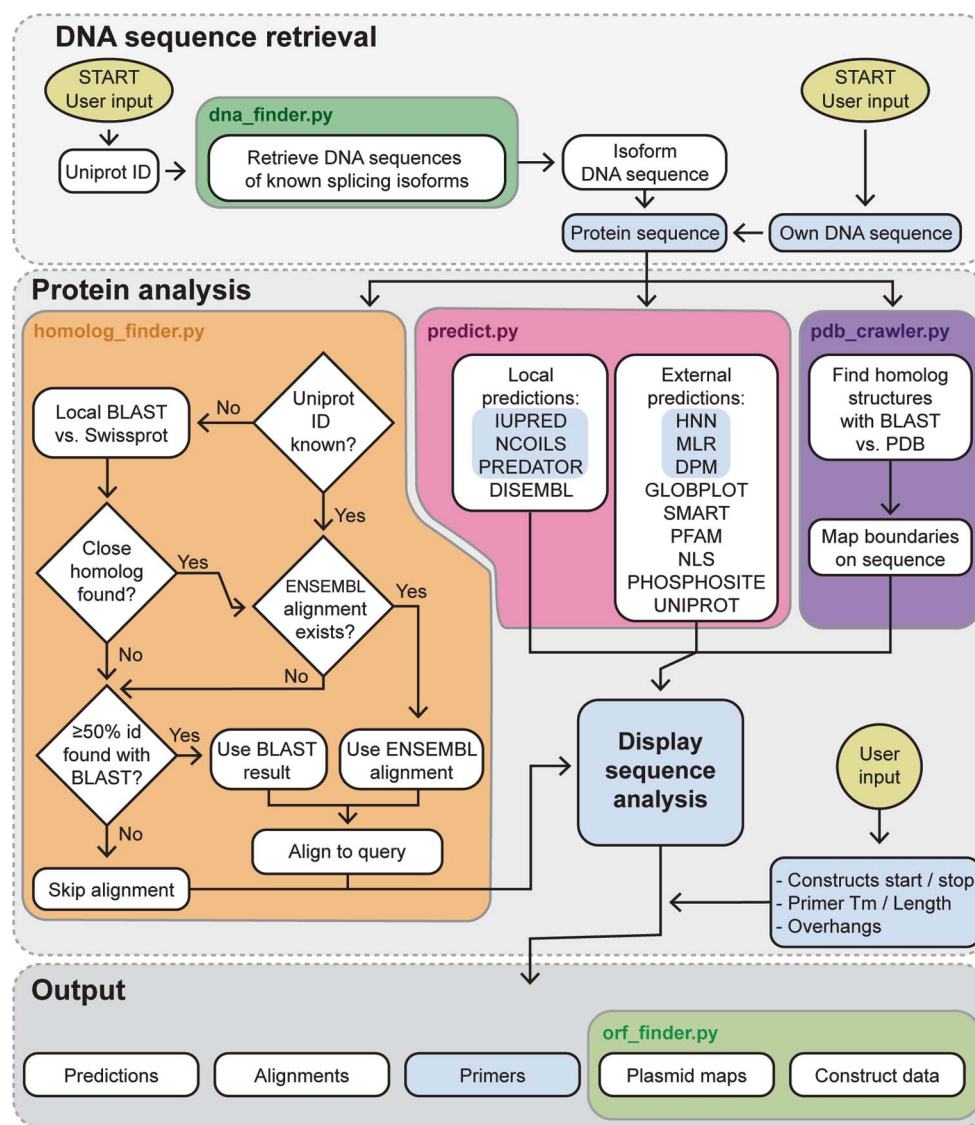 DNA sequence retrieval
START
User input
Uniprot ID
dna_finder.py
Retrieve DNA sequences
of known splicing isoforms
Isoform
DNA sequence
START
User input
Protein sequence
Own DNA sequence
Protein analysis
homolog_finder.py
Local BLAST
vs. Swissprot
No
Uniprot
ID
known?
Yes
Close
homolog
found?
Yes
ENSEMBL
alignment
exists?
Yes
No
No
≥50% id
found with
BLAST?
Yes
Use BLAST
result
Use ENSEMBL
alignment
No
Align to query
Skip alignment
predict.py
Local
predictions:
IUPRED
NCOILS
PREDATOR
DISEMBL
External
predictions:
HNN
MLR
DPM
GLOBPLOT
SMART
PFAM
NLS
PHOSPHOSITE
UNIPROT
pdb_crawler.py
Find homolog
structures
with BLAST
vs. PDB
Map boundaries
on sequence
Display
sequence
analysis
User
input
- Constructs start / stop
- Primer Tm / Length
- Overhangs
Output
Predictions
Alignments
Primers
orf_finder.py
Plasmid maps
Construct data